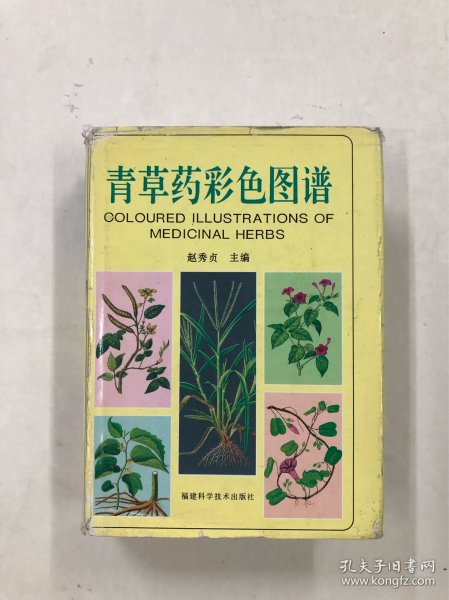 青草药彩色图谱
COLOURED ILLUSTRATIONS OF
MEDICINAL HERBS
赵秀贞 主编
福建科学技术出版社
孔夫子旧书网
www.kongfz.com